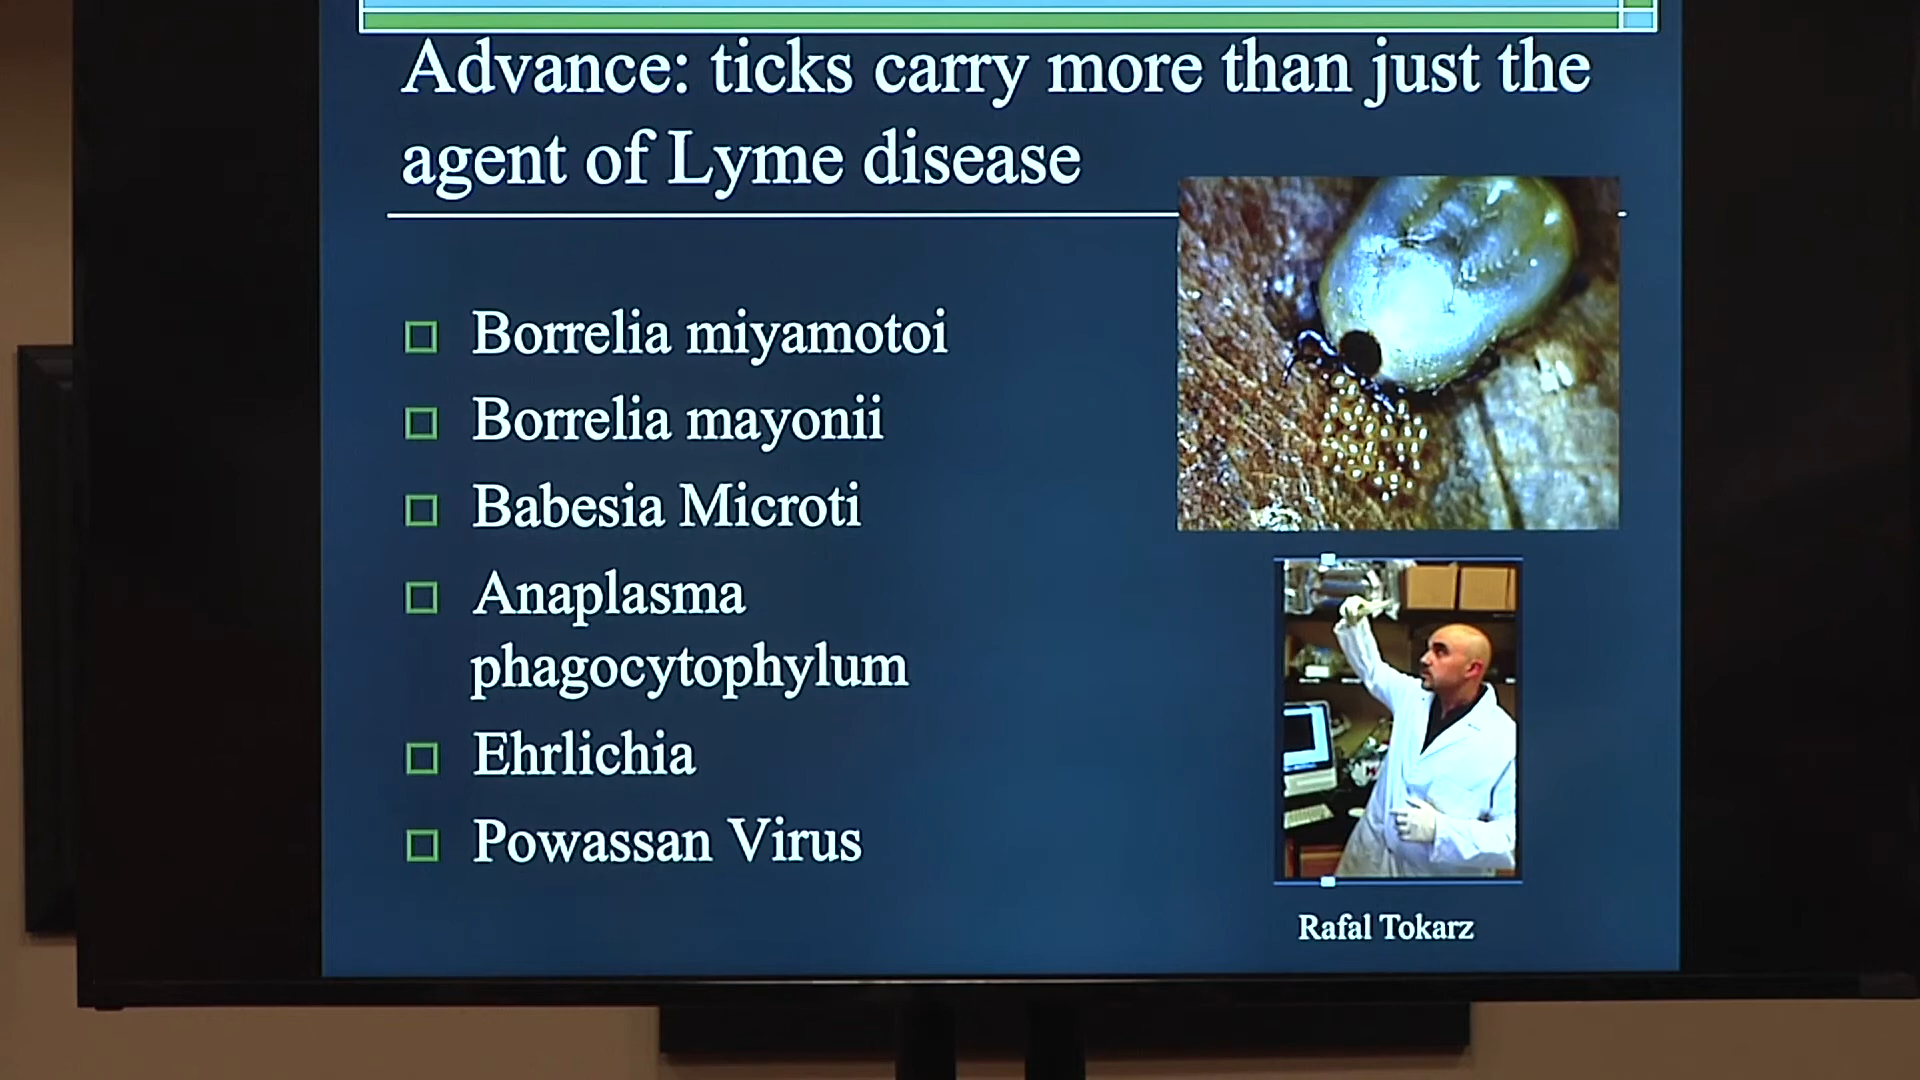 Advance: ticks carry more than just the
agent of Lyme disease
Borrelia miyamotoi
Borrelia mayonii
Babesia Microti
Anaplasma
phagocytophylum
Ehrlichia
Powassan Virus
Rafal Tokarz